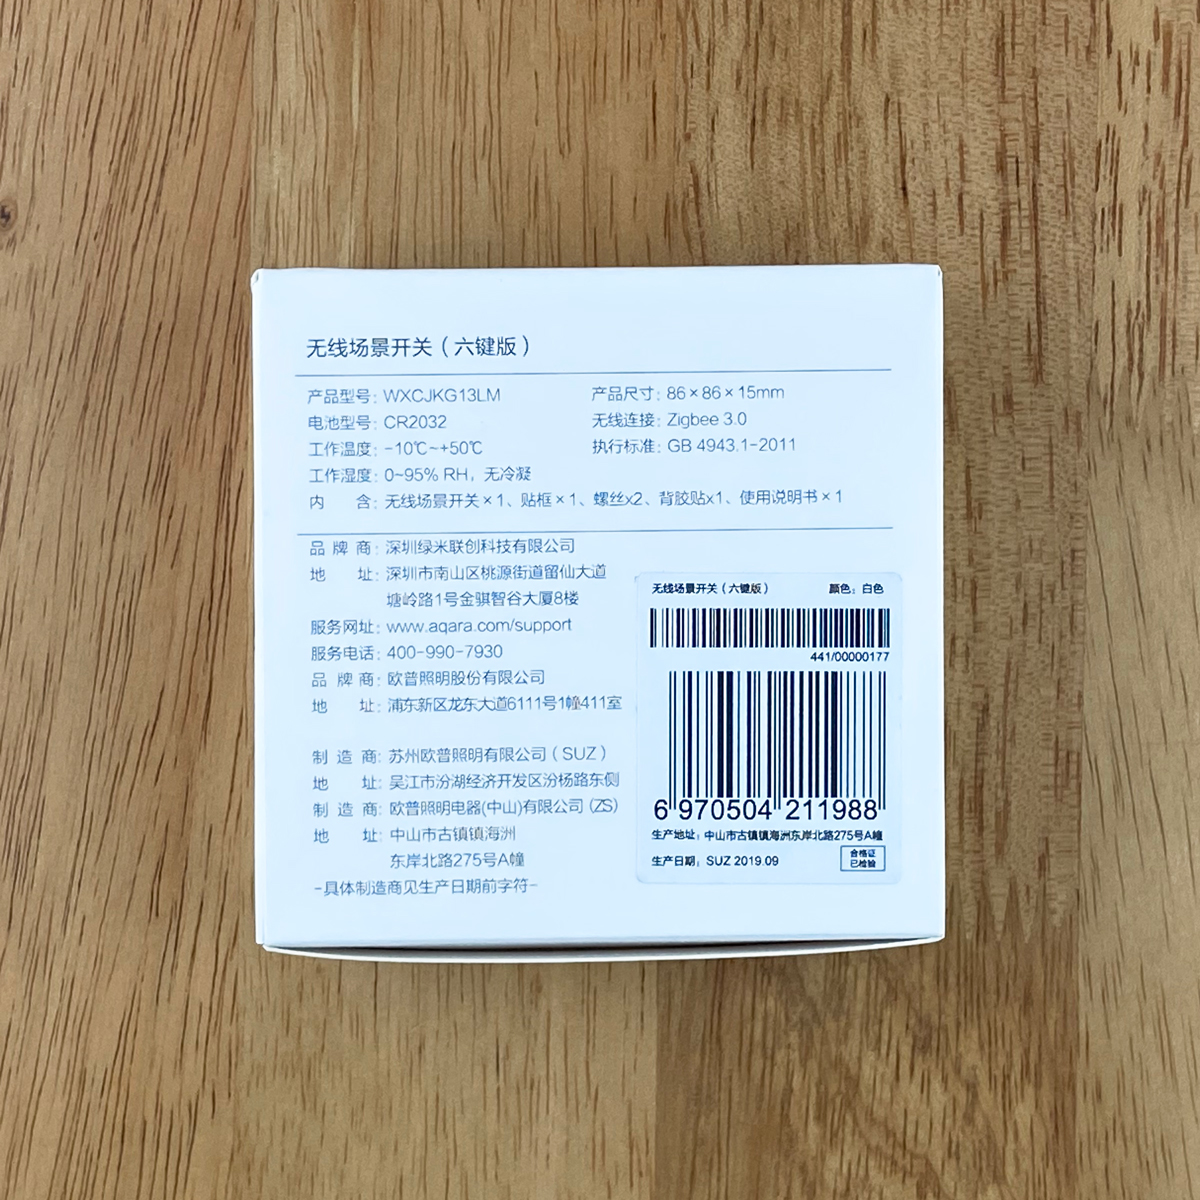 无线场景开关（六键版）
产品型号: WXCJKG13LM
产品尺寸: 86×86×15mm
电池型号: CR2032
无线连接: Zigbee 3.0
工作温度: -10℃~+50℃
执行标准: GB 4943.1-2011
工作湿度: 0~95% RH，无冷凝
内 含: 无线场景开关×1、贴框×1、螺丝x2、背胶贴x1、使用说明书×1
品 牌 商: 深圳绿米联创科技有限公司
地 址: 深圳市南山区桃源街道留仙大道
塘岭路1号金骐智谷大厦8楼
服务网址: www.aqara.com/support
服务电话: 400-990-7930
品 牌 商: 欧普照明股份有限公司
地 址: 浦东新区龙东大道6111号1幢411室
制 造 商: 苏州欧普照明有限公司（SUZ）
地 址: 吴江市汾湖经济开发区汾杨路东侧
制 造 商: 欧普照明电器(中山)有限公司 (ZS)
地 址: 中山市古镇镇海洲
东岸北路275号A幢
-具体制造商见生产日期前字符-
无线场景开关（六键版） 颜色：白色
441/00000177
6 970504 211988
生产地址：中山市古镇镇海洲东岸北路275号A幢
生产日期：SUZ 2019.09
合格证
已检验